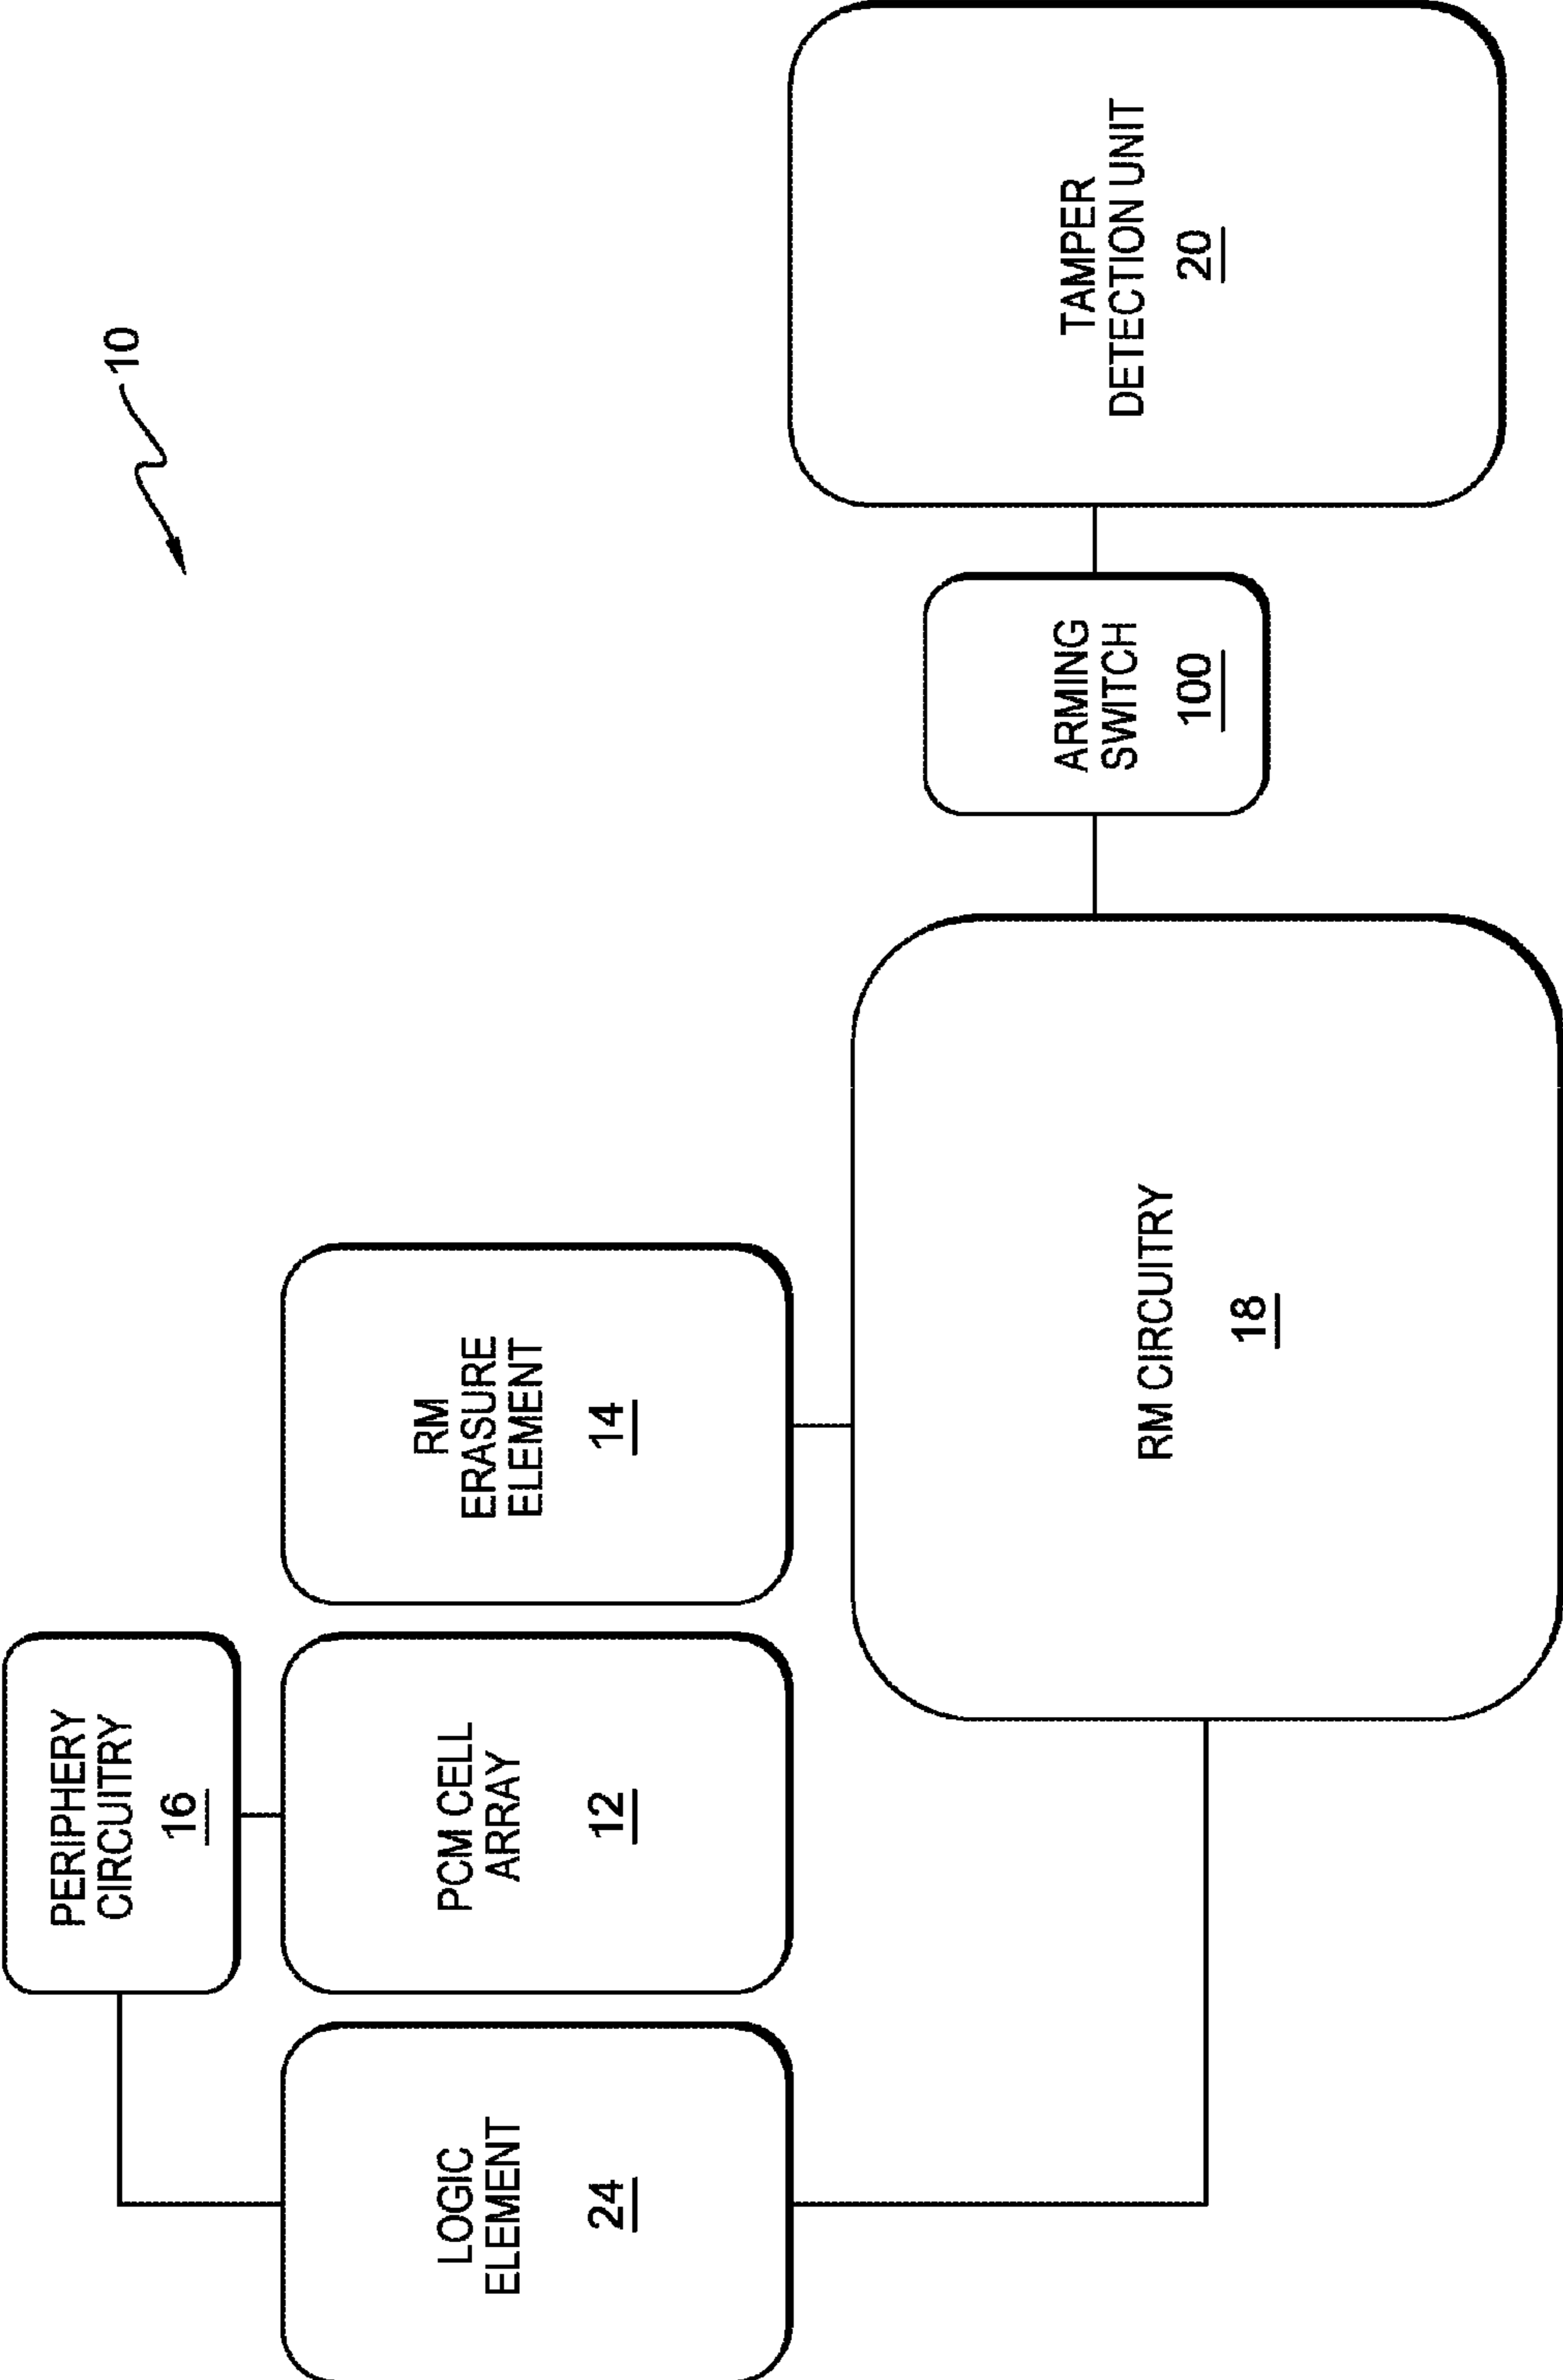 10
PERIPHERY
CIRCUITRY
16
LOGIC
ELEMENT
24
PCM CELL
ARRAY
12
RM
ERASURE
ELEMENT
14
RM CIRCUITRY
18
ARMING
SWITCH
100
TAMPER
DETECTION UNIT
20